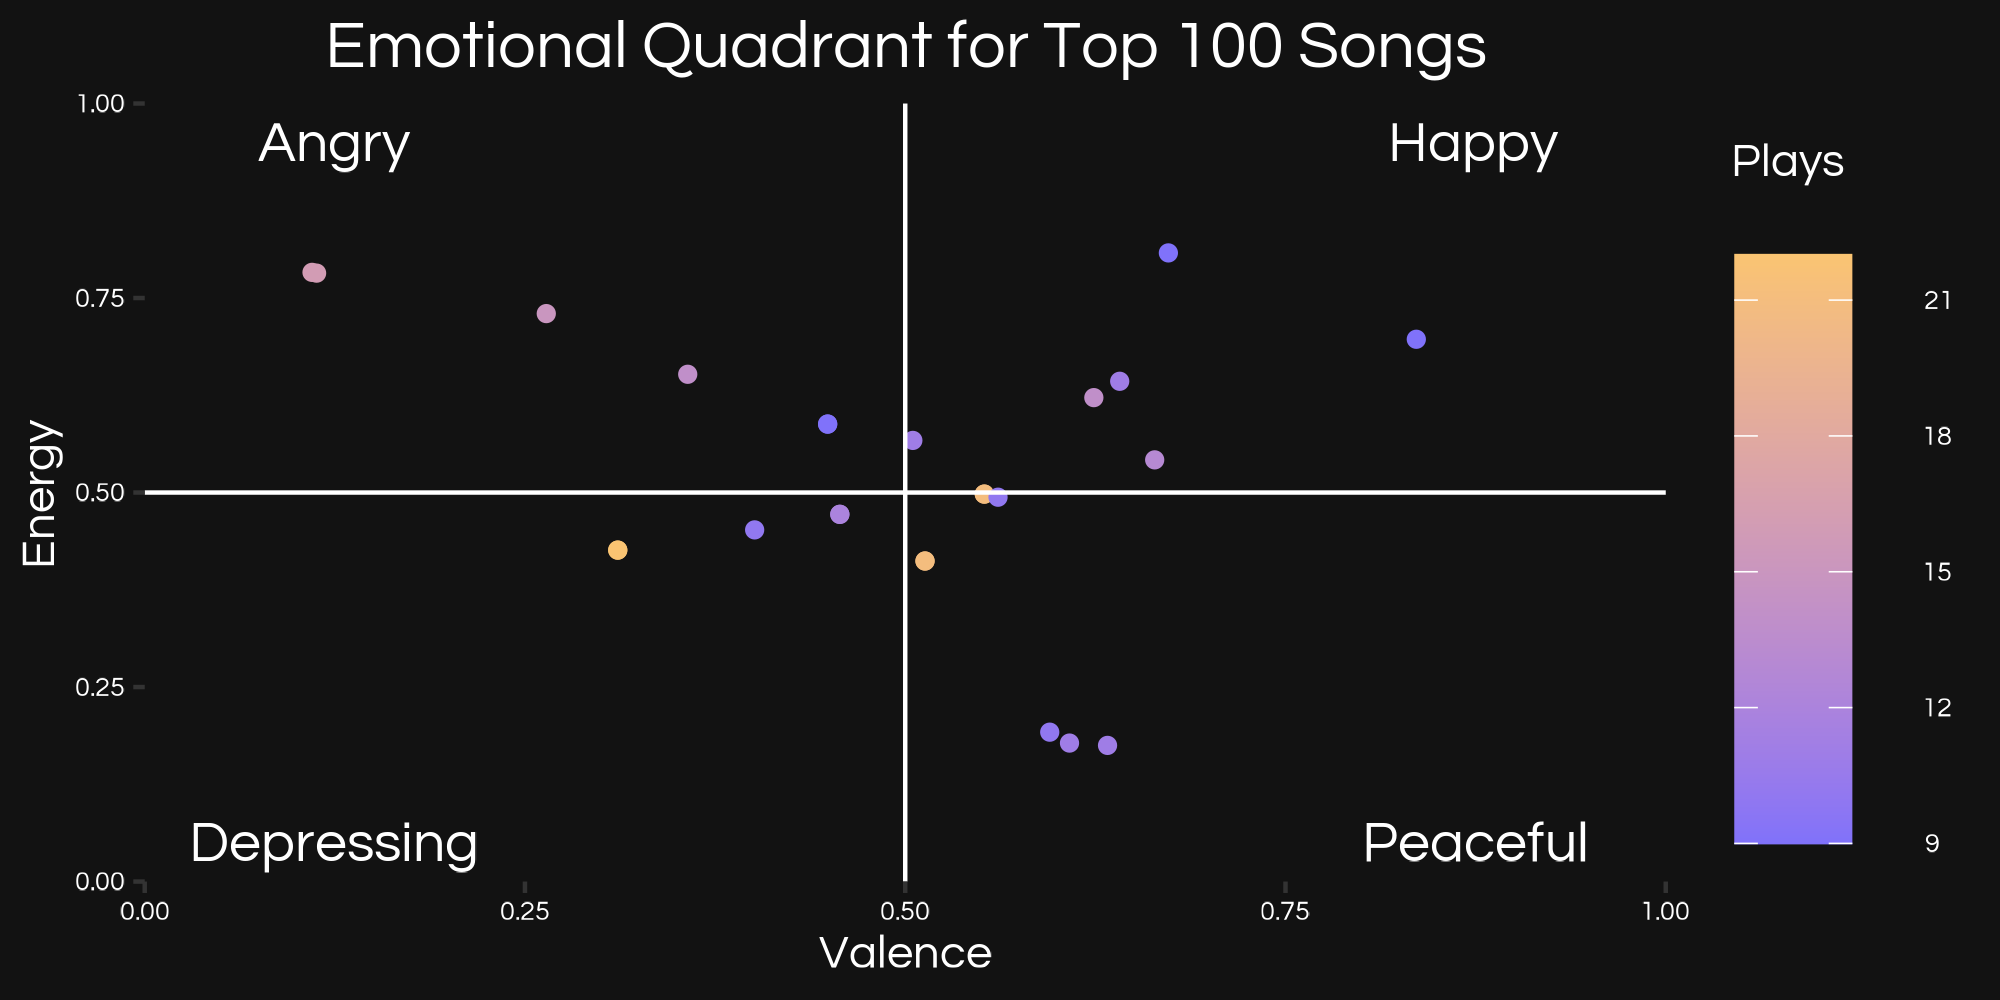 Emotional Quadrant for Top 100 Songs
1.00
Angry
Happy
Plays
0.75
21
18
Energy
0.50
15
0.25
12
Depressing
Peaceful
9
0.00
0.00 0.25 0.50 0.75 1.00
Valence